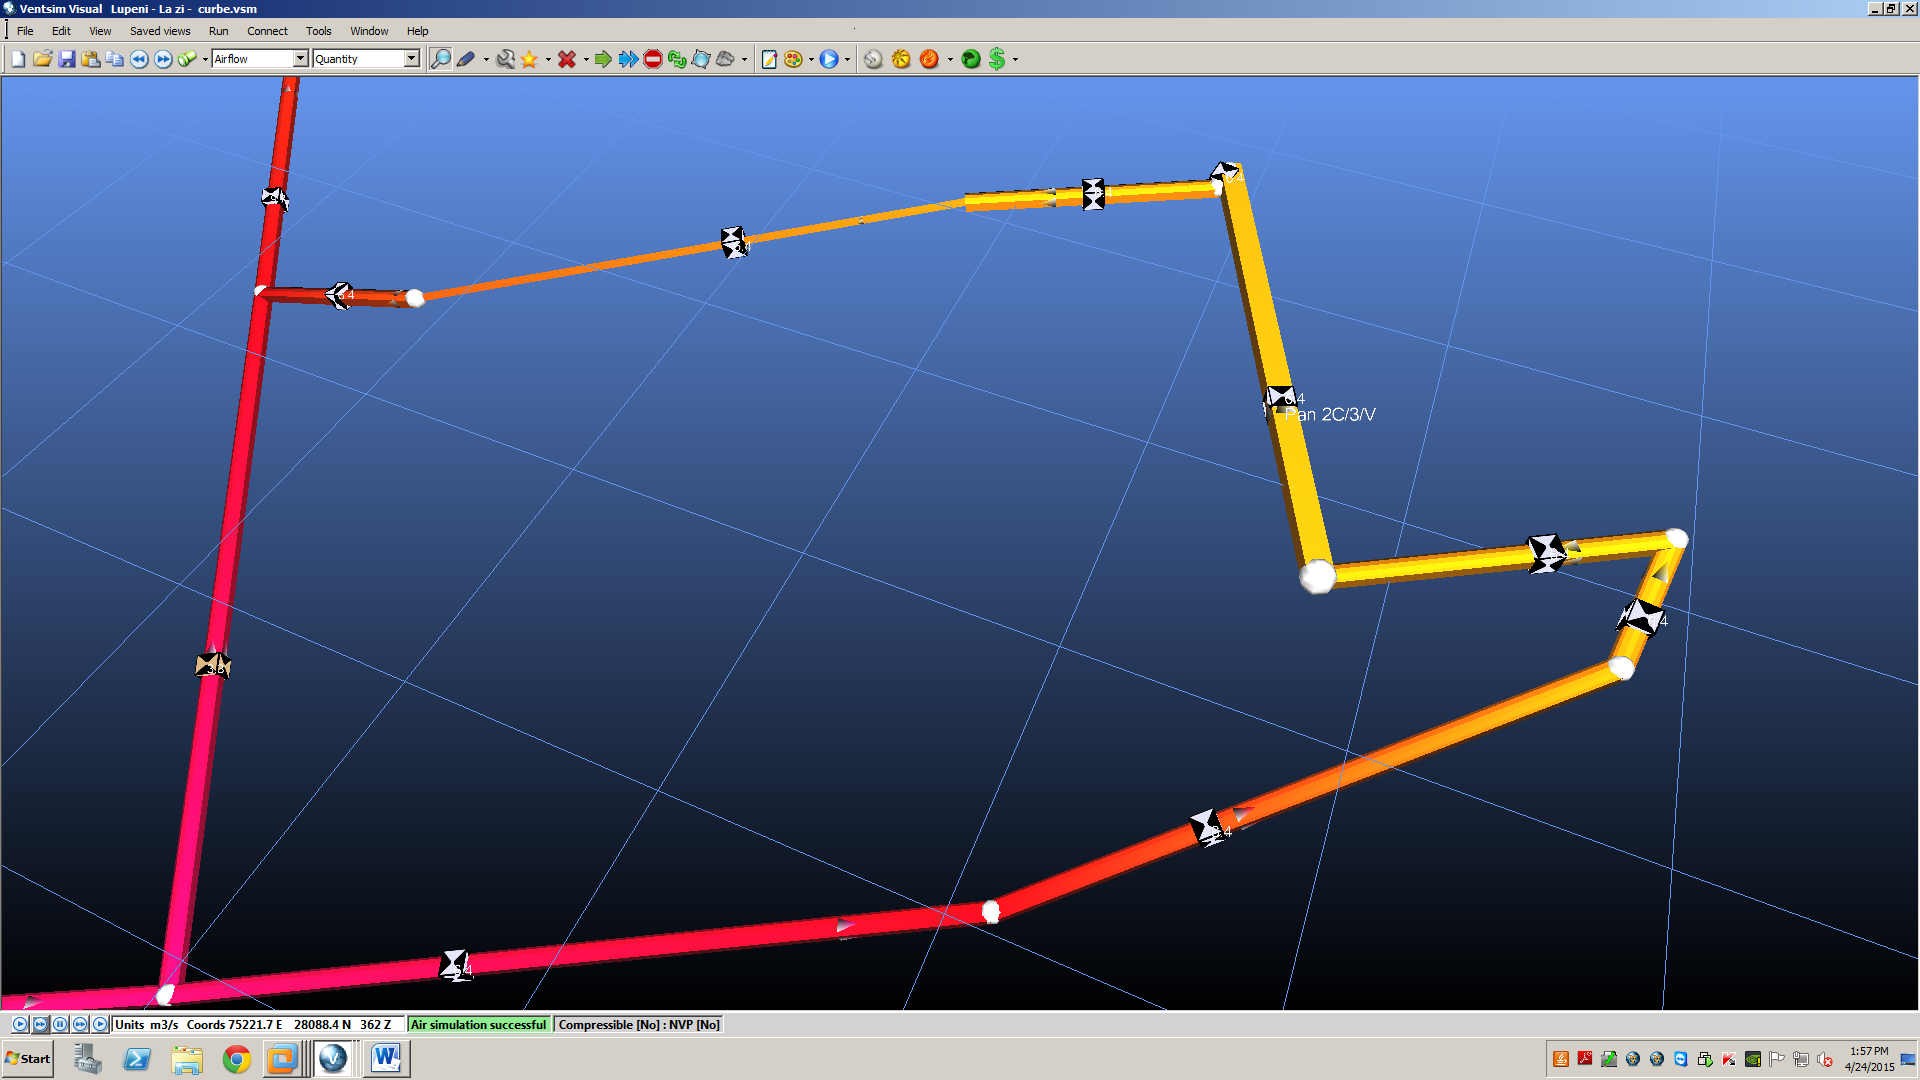 Ventsim Visual Lupeni - La zi - curbe.vsm
File Edit View Saved views Run Connect Tools Window Help
Airflow Quantity
6.4
Pan 2C/3/V
Units m3/s Coords 75221.7 E 28088.4 N 362 Z Air simulation successful Compressible [No] : NVP [No]
Start
1:57 PM
4/24/2015